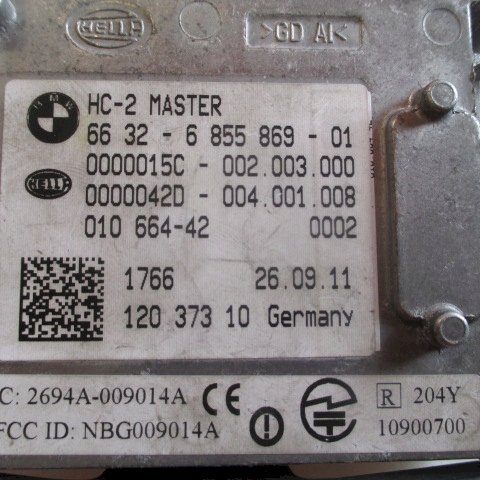 HELLA >GD Al<
BMW HC-2 MASTER
66 32 - 6 855 869 - 01
HELLA 0000015C - 002.003.000
0000042D - 004.001.008
010 664-42 0002
1766 26.09.11
120 373 10 Germany
C: 2694A-009014A R 204Y
FCC ID: NBG009014A 10900700